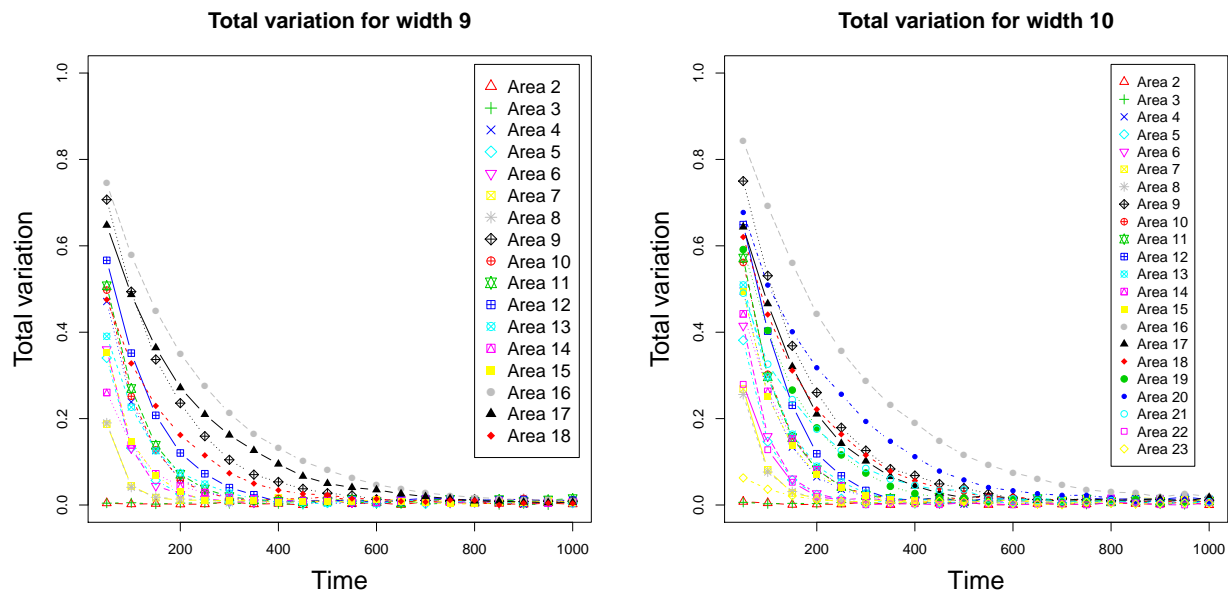 Total variation for width 9
Total variation
1.0
0.8
0.6
0.4
0.2
0.0
Area 2
Area 3
Area 4
Area 5
Area 6
Area 7
Area 8
Area 9
Area 10
Area 11
Area 12
Area 13
Area 14
Area 15
Area 16
Area 17
Area 18
200
400
600
800
1000
Time
Total variation for width 10
Total variation
1.0
0.8
0.6
0.4
0.2
0.0
Area 2
Area 3
Area 4
Area 5
Area 6
Area 7
Area 8
Area 9
Area 10
Area 11
Area 12
Area 13
Area 14
Area 15
Area 16
Area 17
Area 18
Area 19
Area 20
Area 21
Area 22
Area 23
200
400
600
800
1000
Time